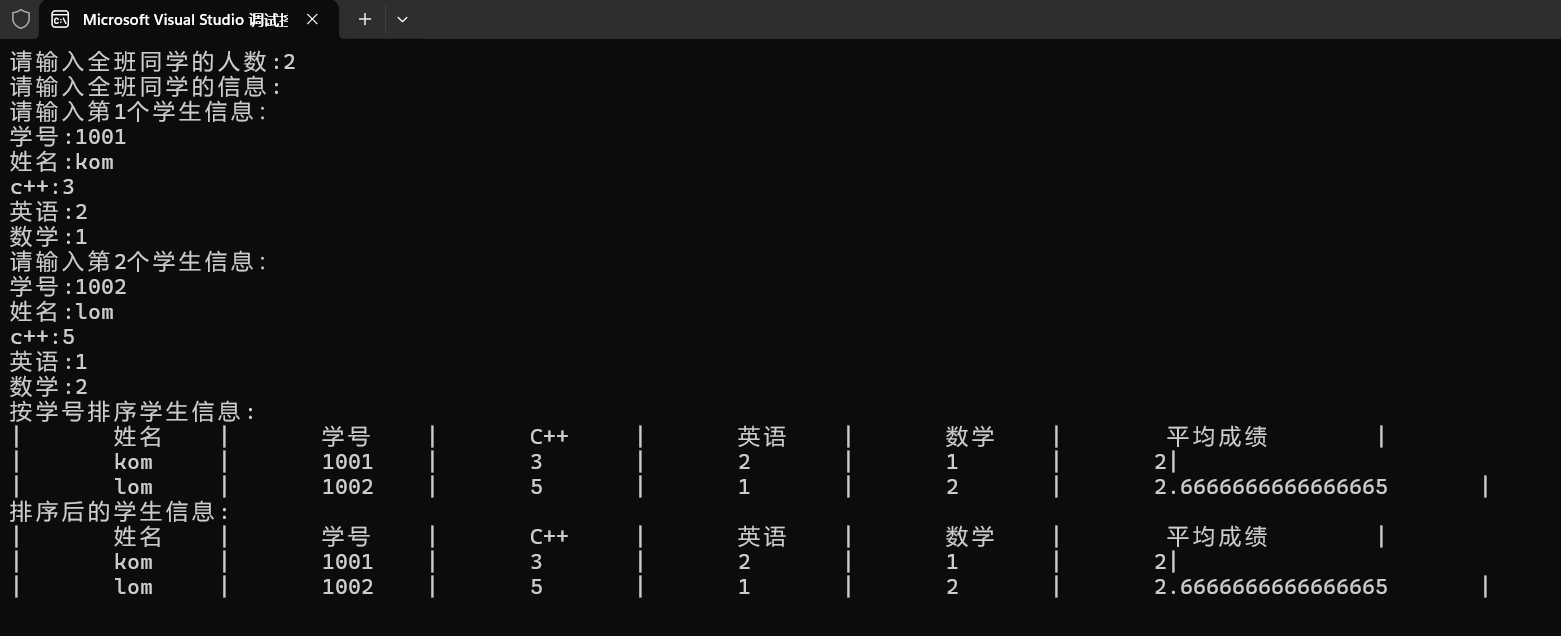 Microsoft Visual Studio 调试
请输入全班同学的人数:2
请输入全班同学的信息:
请输入第1个学生信息:
学号:1001
姓名:kom
c++:3
英语:2
数学:1
请输入第2个学生信息:
学号:1002
姓名:lom
c++:5
英语:1
数学:2
按学号排序学生信息:
| 姓名 | 学号 | C++ | 英语 | 数学 | 平均成绩 |
| kom | 1001 | 3 | 2 | 1 | 2|
| lom | 1002 | 5 | 1 | 2 | 2.6666666666666665 |
排序后的学生信息:
| 姓名 | 学号 | C++ | 英语 | 数学 | 平均成绩 |
| kom | 1001 | 3 | 2 | 1 | 2|
| lom | 1002 | 5 | 1 | 2 | 2.6666666666666665 |